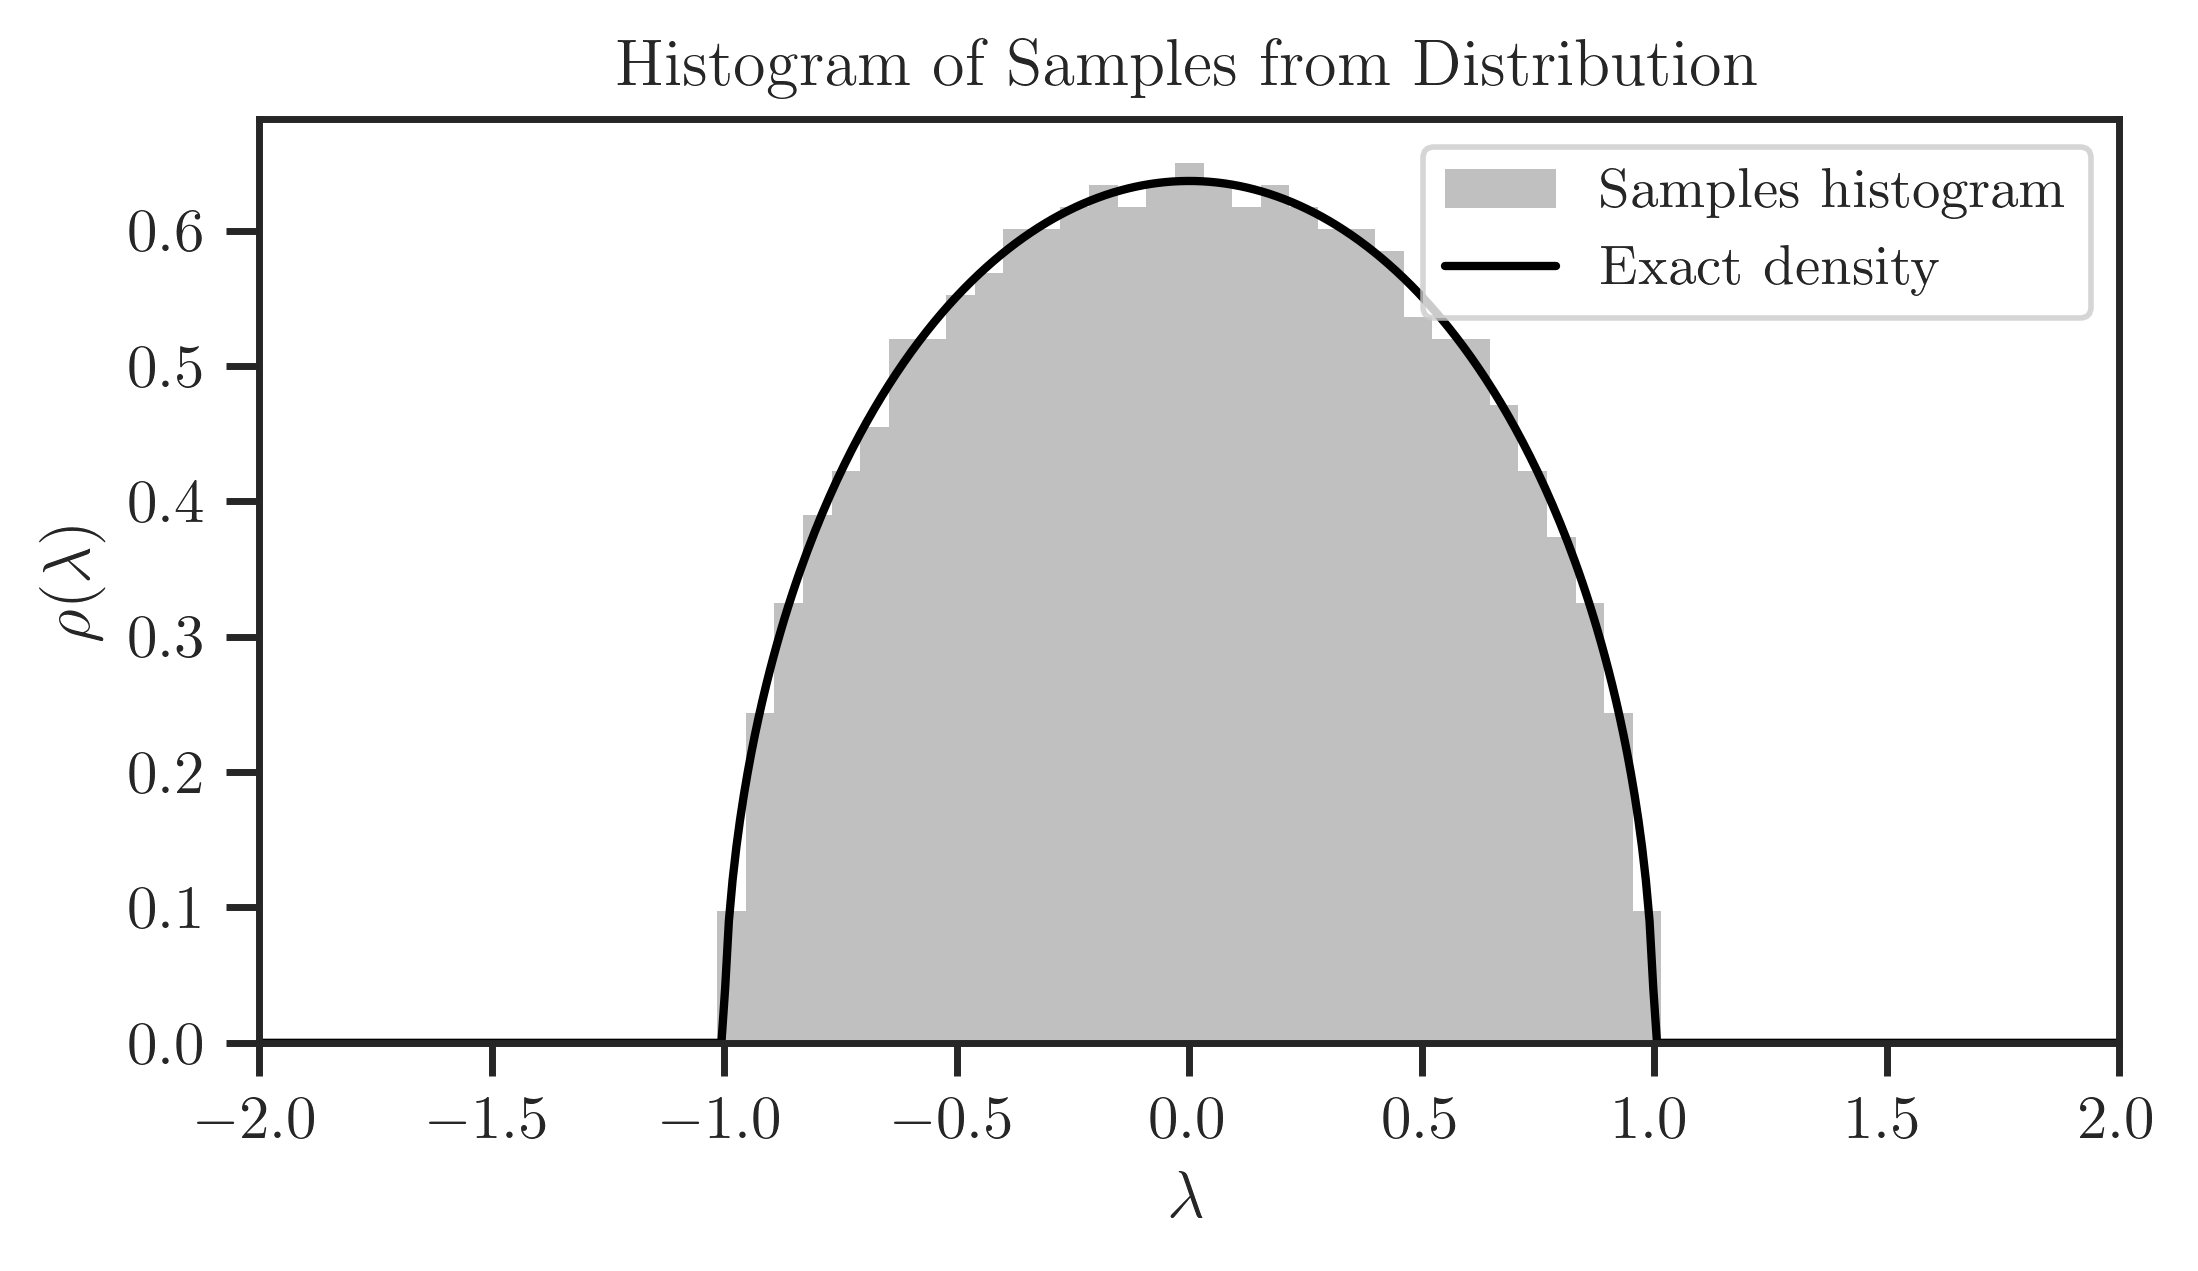 Histogram of Samples from Distribution
Samples histogram
Exact density
ρ(λ)
0.6
0.5
0.4
0.3
0.2
0.1
0.0
−2.0 −1.5 −1.0 −0.5 0.0 0.5 1.0 1.5 2.0
λ